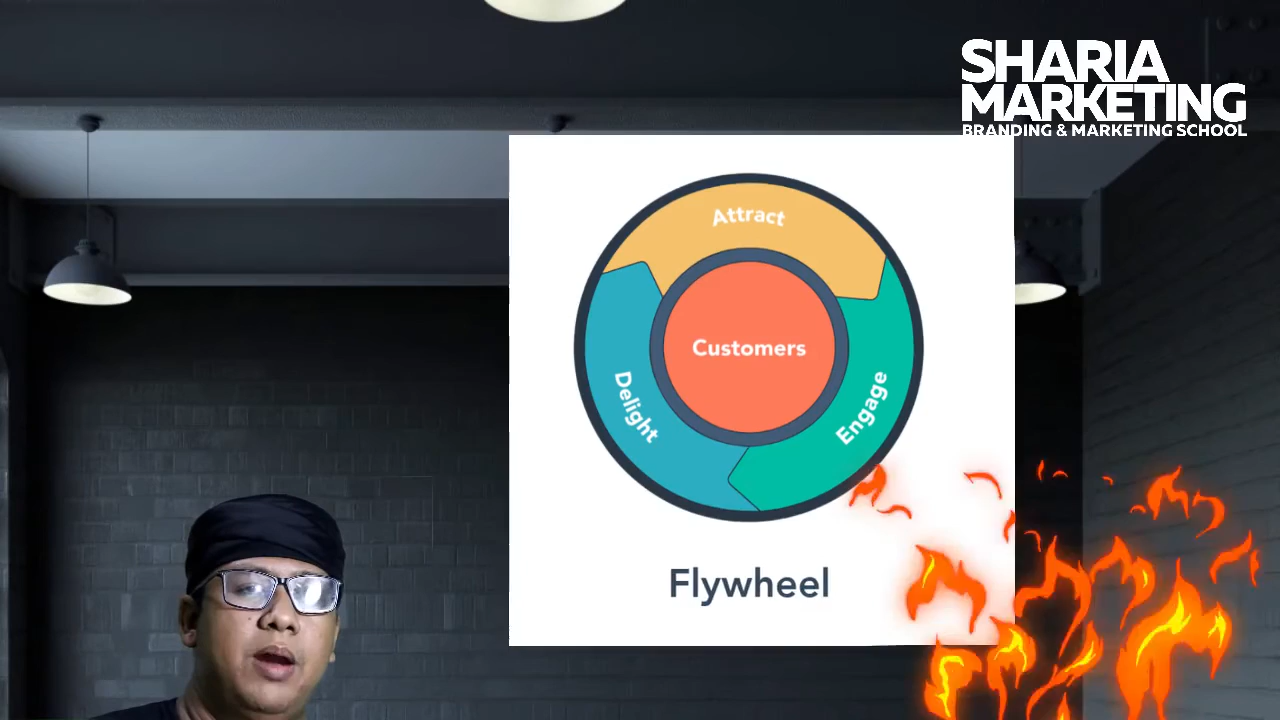 SHARIA
MARKETING
BRANDING & MARKETING SCHOOL
Attract
Customers
Delight
Engage
Flywheel